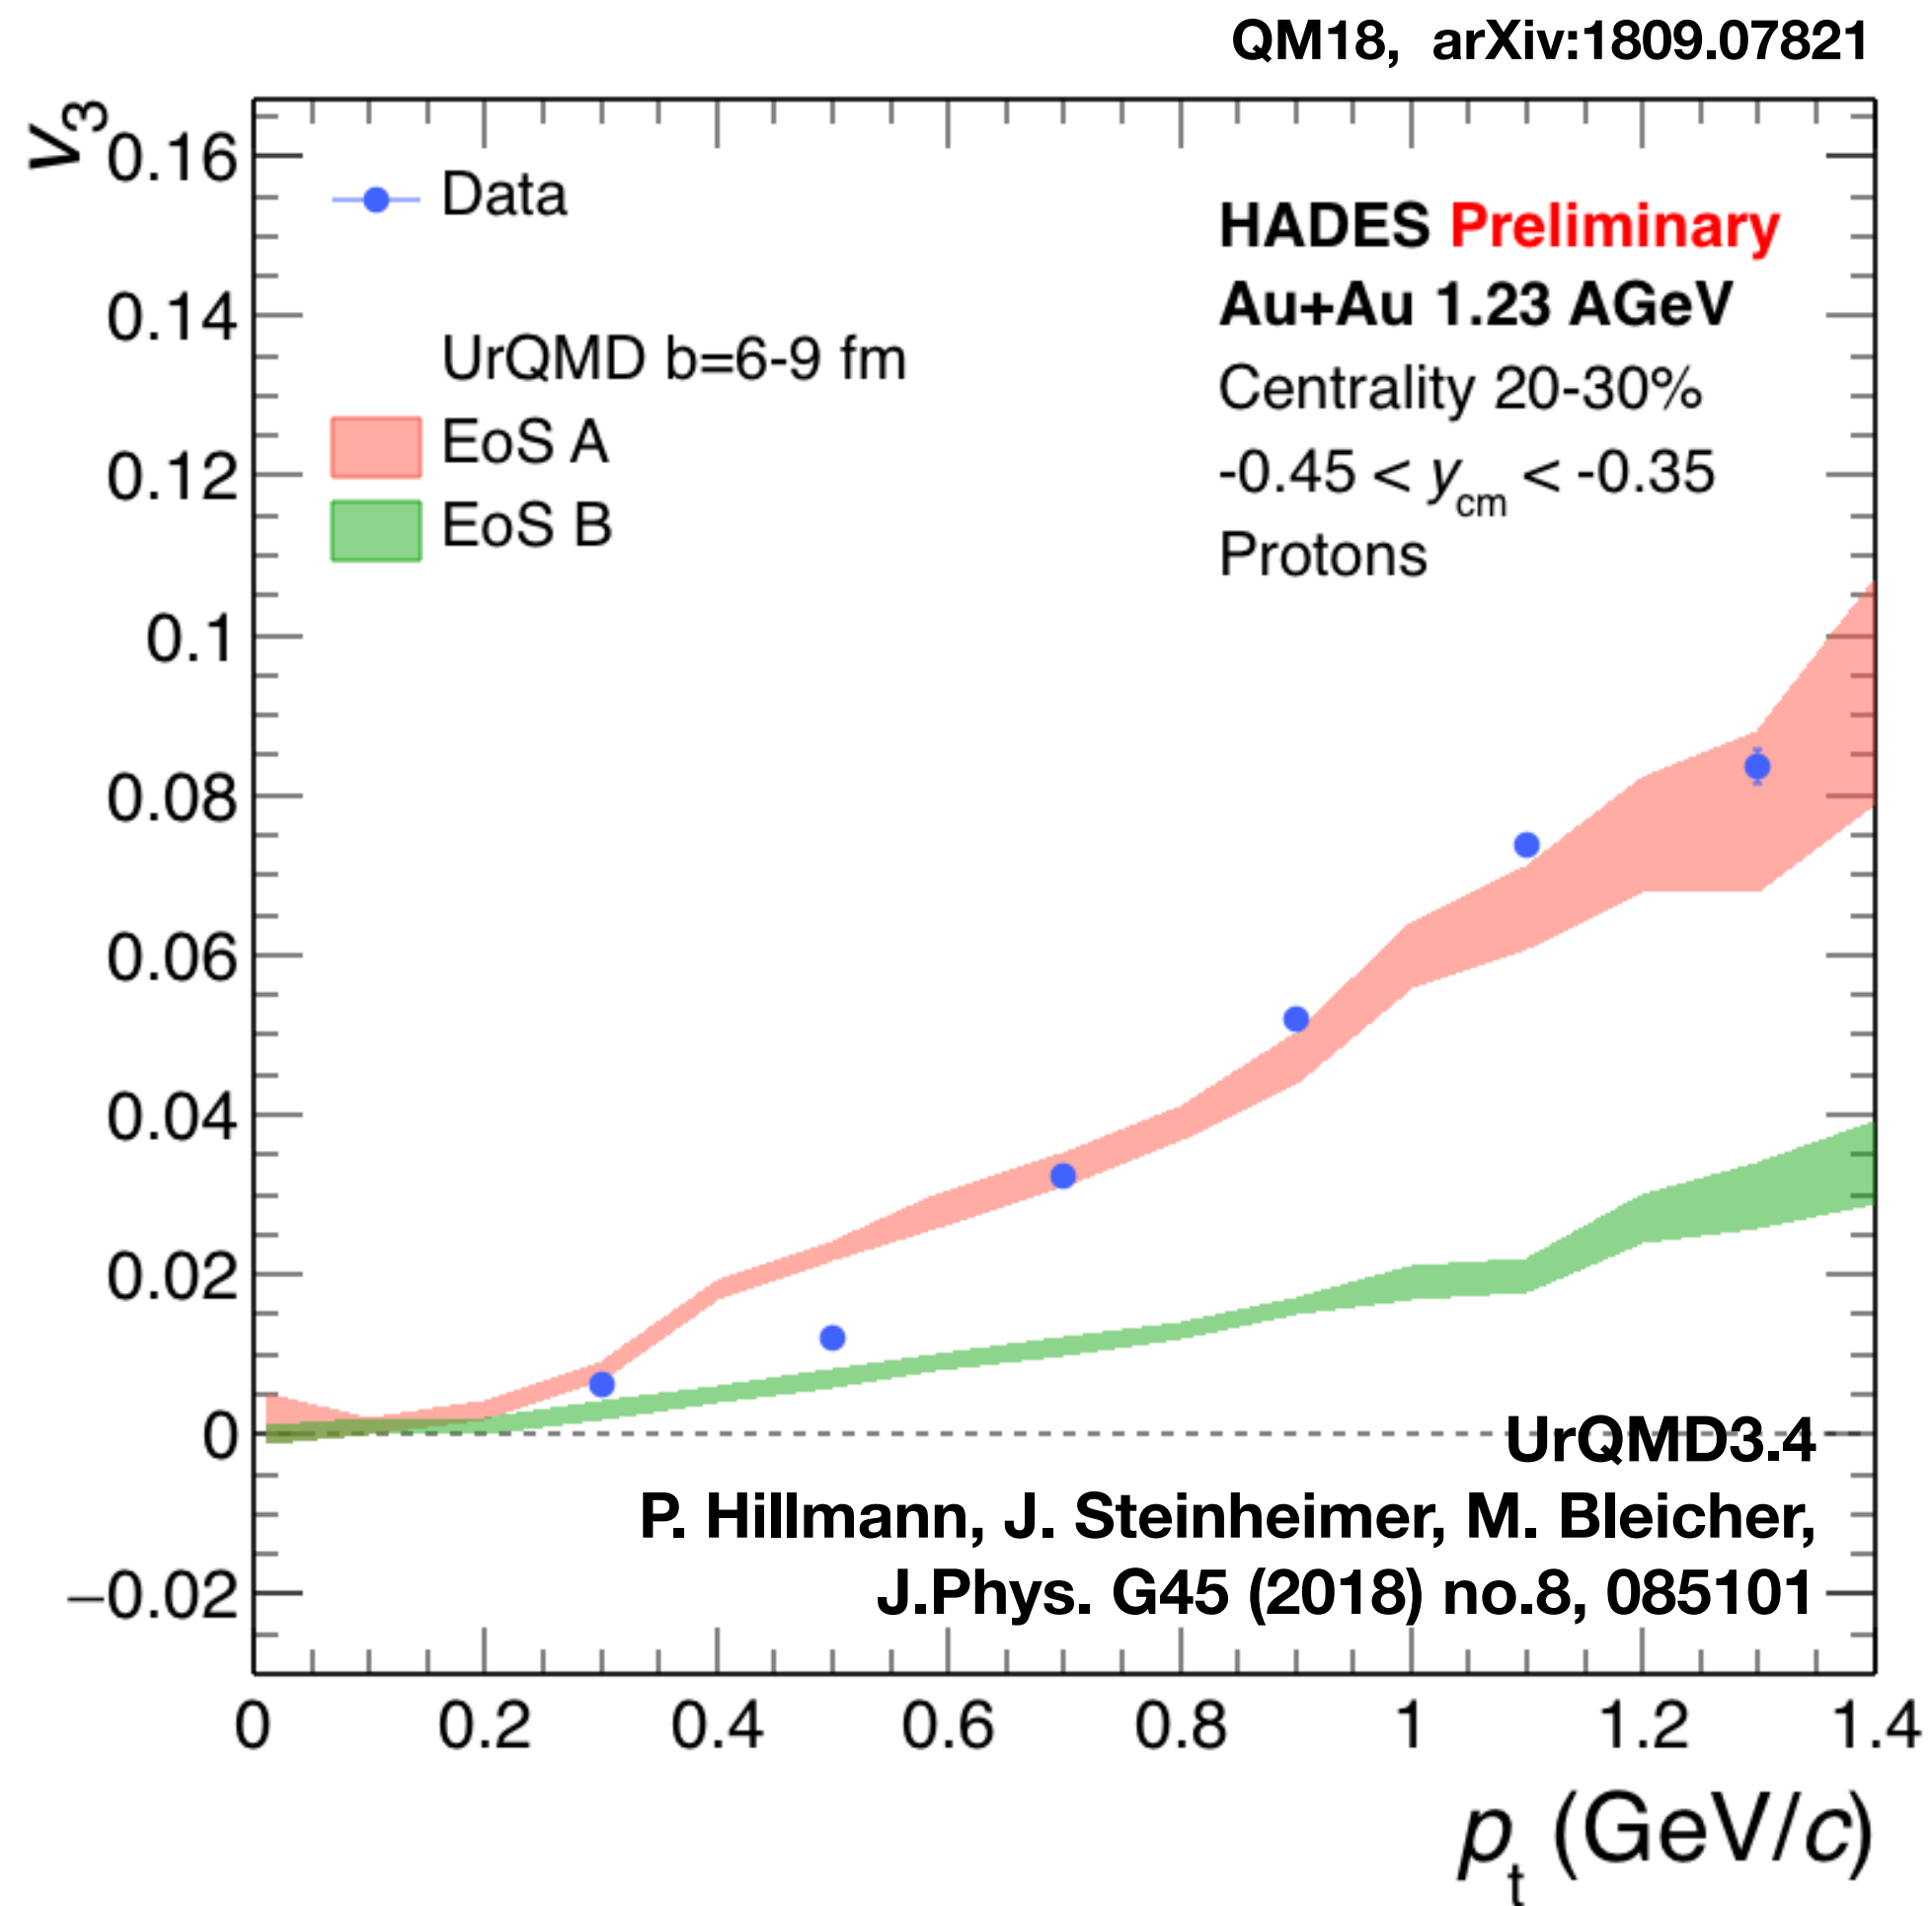 QM18, arXiv:1809.07821
v3
0.16
0.14
0.12
0.1
0.08
0.06
0.04
0.02
0
−0.02
Data
UrQMD b=6-9 fm
EoS A
EoS B
HADES Preliminary
Au+Au 1.23 AGeV
Centrality 20-30%
-0.45 < ycm < -0.35
Protons
UrQMD3.4
P. Hillmann, J. Steinheimer, M. Bleicher,
J.Phys. G45 (2018) no.8, 085101
0 0.2 0.4 0.6 0.8 1 1.2 1.4
pt (GeV/c)